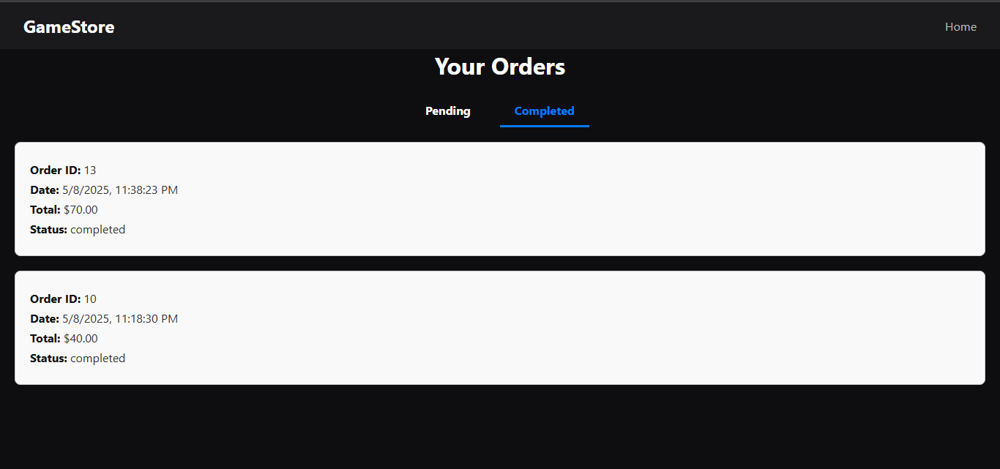 GameStore
Home
Your Orders
Pending
Completed
Order ID: 13
Date: 5/8/2025, 11:38:23 PM
Total: $70.00
Status: completed
Order ID: 10
Date: 5/8/2025, 11:18:30 PM
Total: $40.00
Status: completed